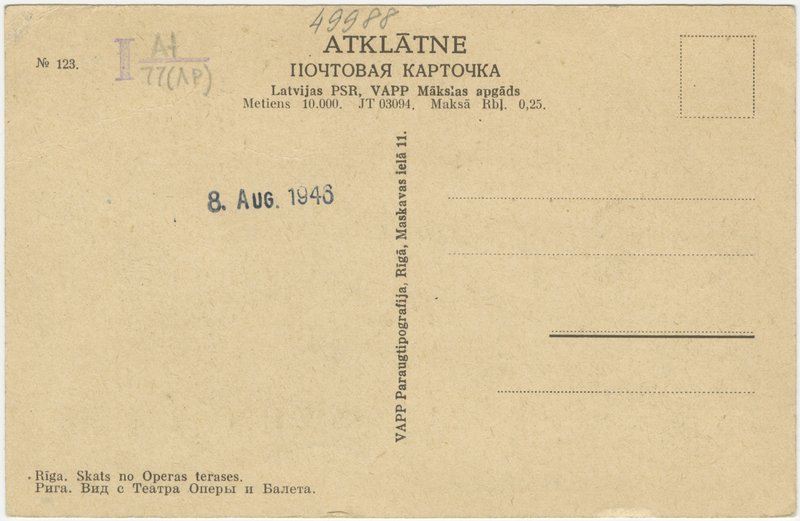 49988
ATKLĀTNE
ПОЧТОВАЯ КАРТОЧКА
Latvijas PSR, VAPP Mākslas apgāds
Metiens 10.000. JT 03094. Maksā Rbļ. 0,25.
№ 123.
I A1
77(ЛР)
8. AUG. 1946
VAPP Paraugtipografija, Rīgā, Maskavas ielā 11.
Rīga. Skats no Operas terases.
Рига. Вид с Театра Оперы и Балета.